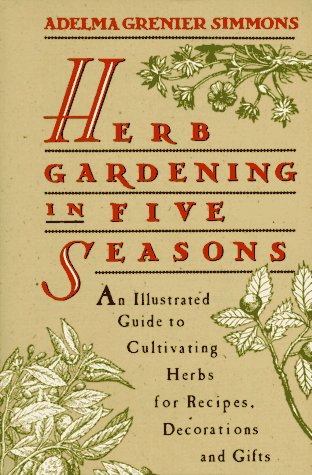 ADELMA GRENIER SIMMONS
HERB
GARDENING
IN FIVE
SEASONS
An Illustrated
Guide to
Cultivating
Herbs
for Recipes,
Decorations
and Gifts